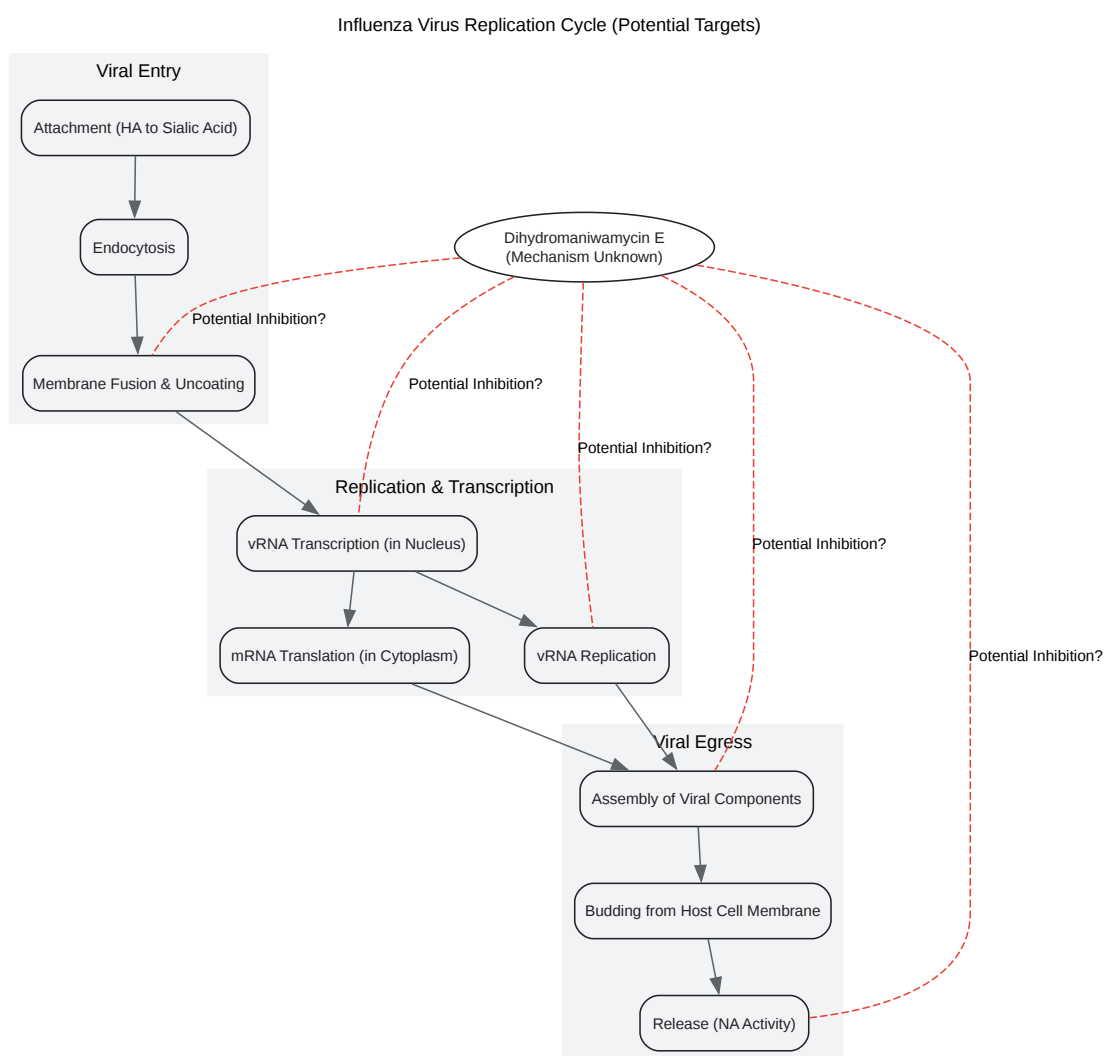 Influenza Virus Replication Cycle (Potential Targets)
Viral Entry
Attachment (HA to Sialic Acid)
Endocytosis
Dihydromaniwamycin E
(Mechanism Unknown)
Potential Inhibition?
Membrane Fusion & Uncoating
Potential Inhibition?
Potential Inhibition?
Replication & Transcription
vRNA Transcription (in Nucleus)
Potential Inhibition?
mRNA Translation (in Cytoplasm)
vRNA Replication
Potential Inhibition?
Viral Egress
Assembly of Viral Components
Budding from Host Cell Membrane
Release (NA Activity)